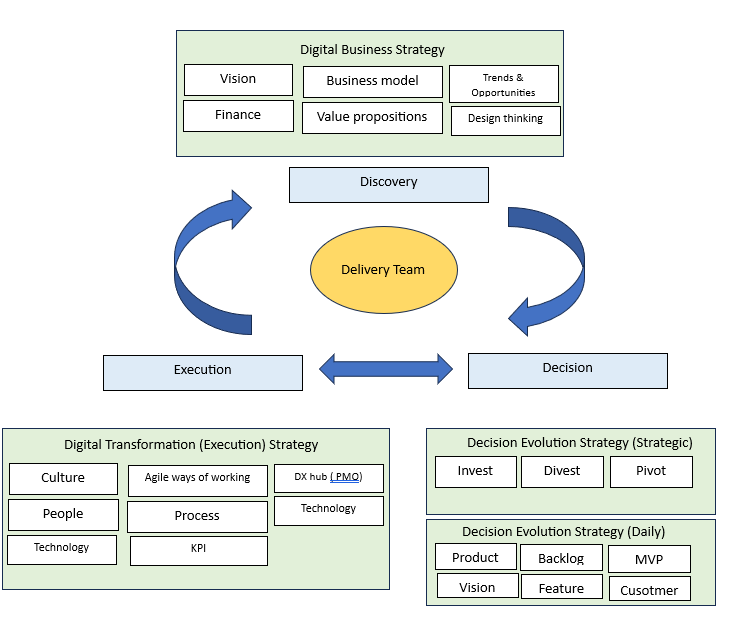 Digital Business Strategy
Vision
Business model
Trends &
Opportunities
Finance
Value propositions
Design thinking
Discovery
Delivery Team
Execution
Decision
Digital Transformation (Execution) Strategy
Culture
Agile ways of working
DX hub ( PMO)
People
Process
Technology
Technology
KPI
Decision Evolution Strategy (Strategic)
Invest
Divest
Pivot
Decision Evolution Strategy (Daily)
Product
Backlog
MVP
Vision
Feature
Cusotmer